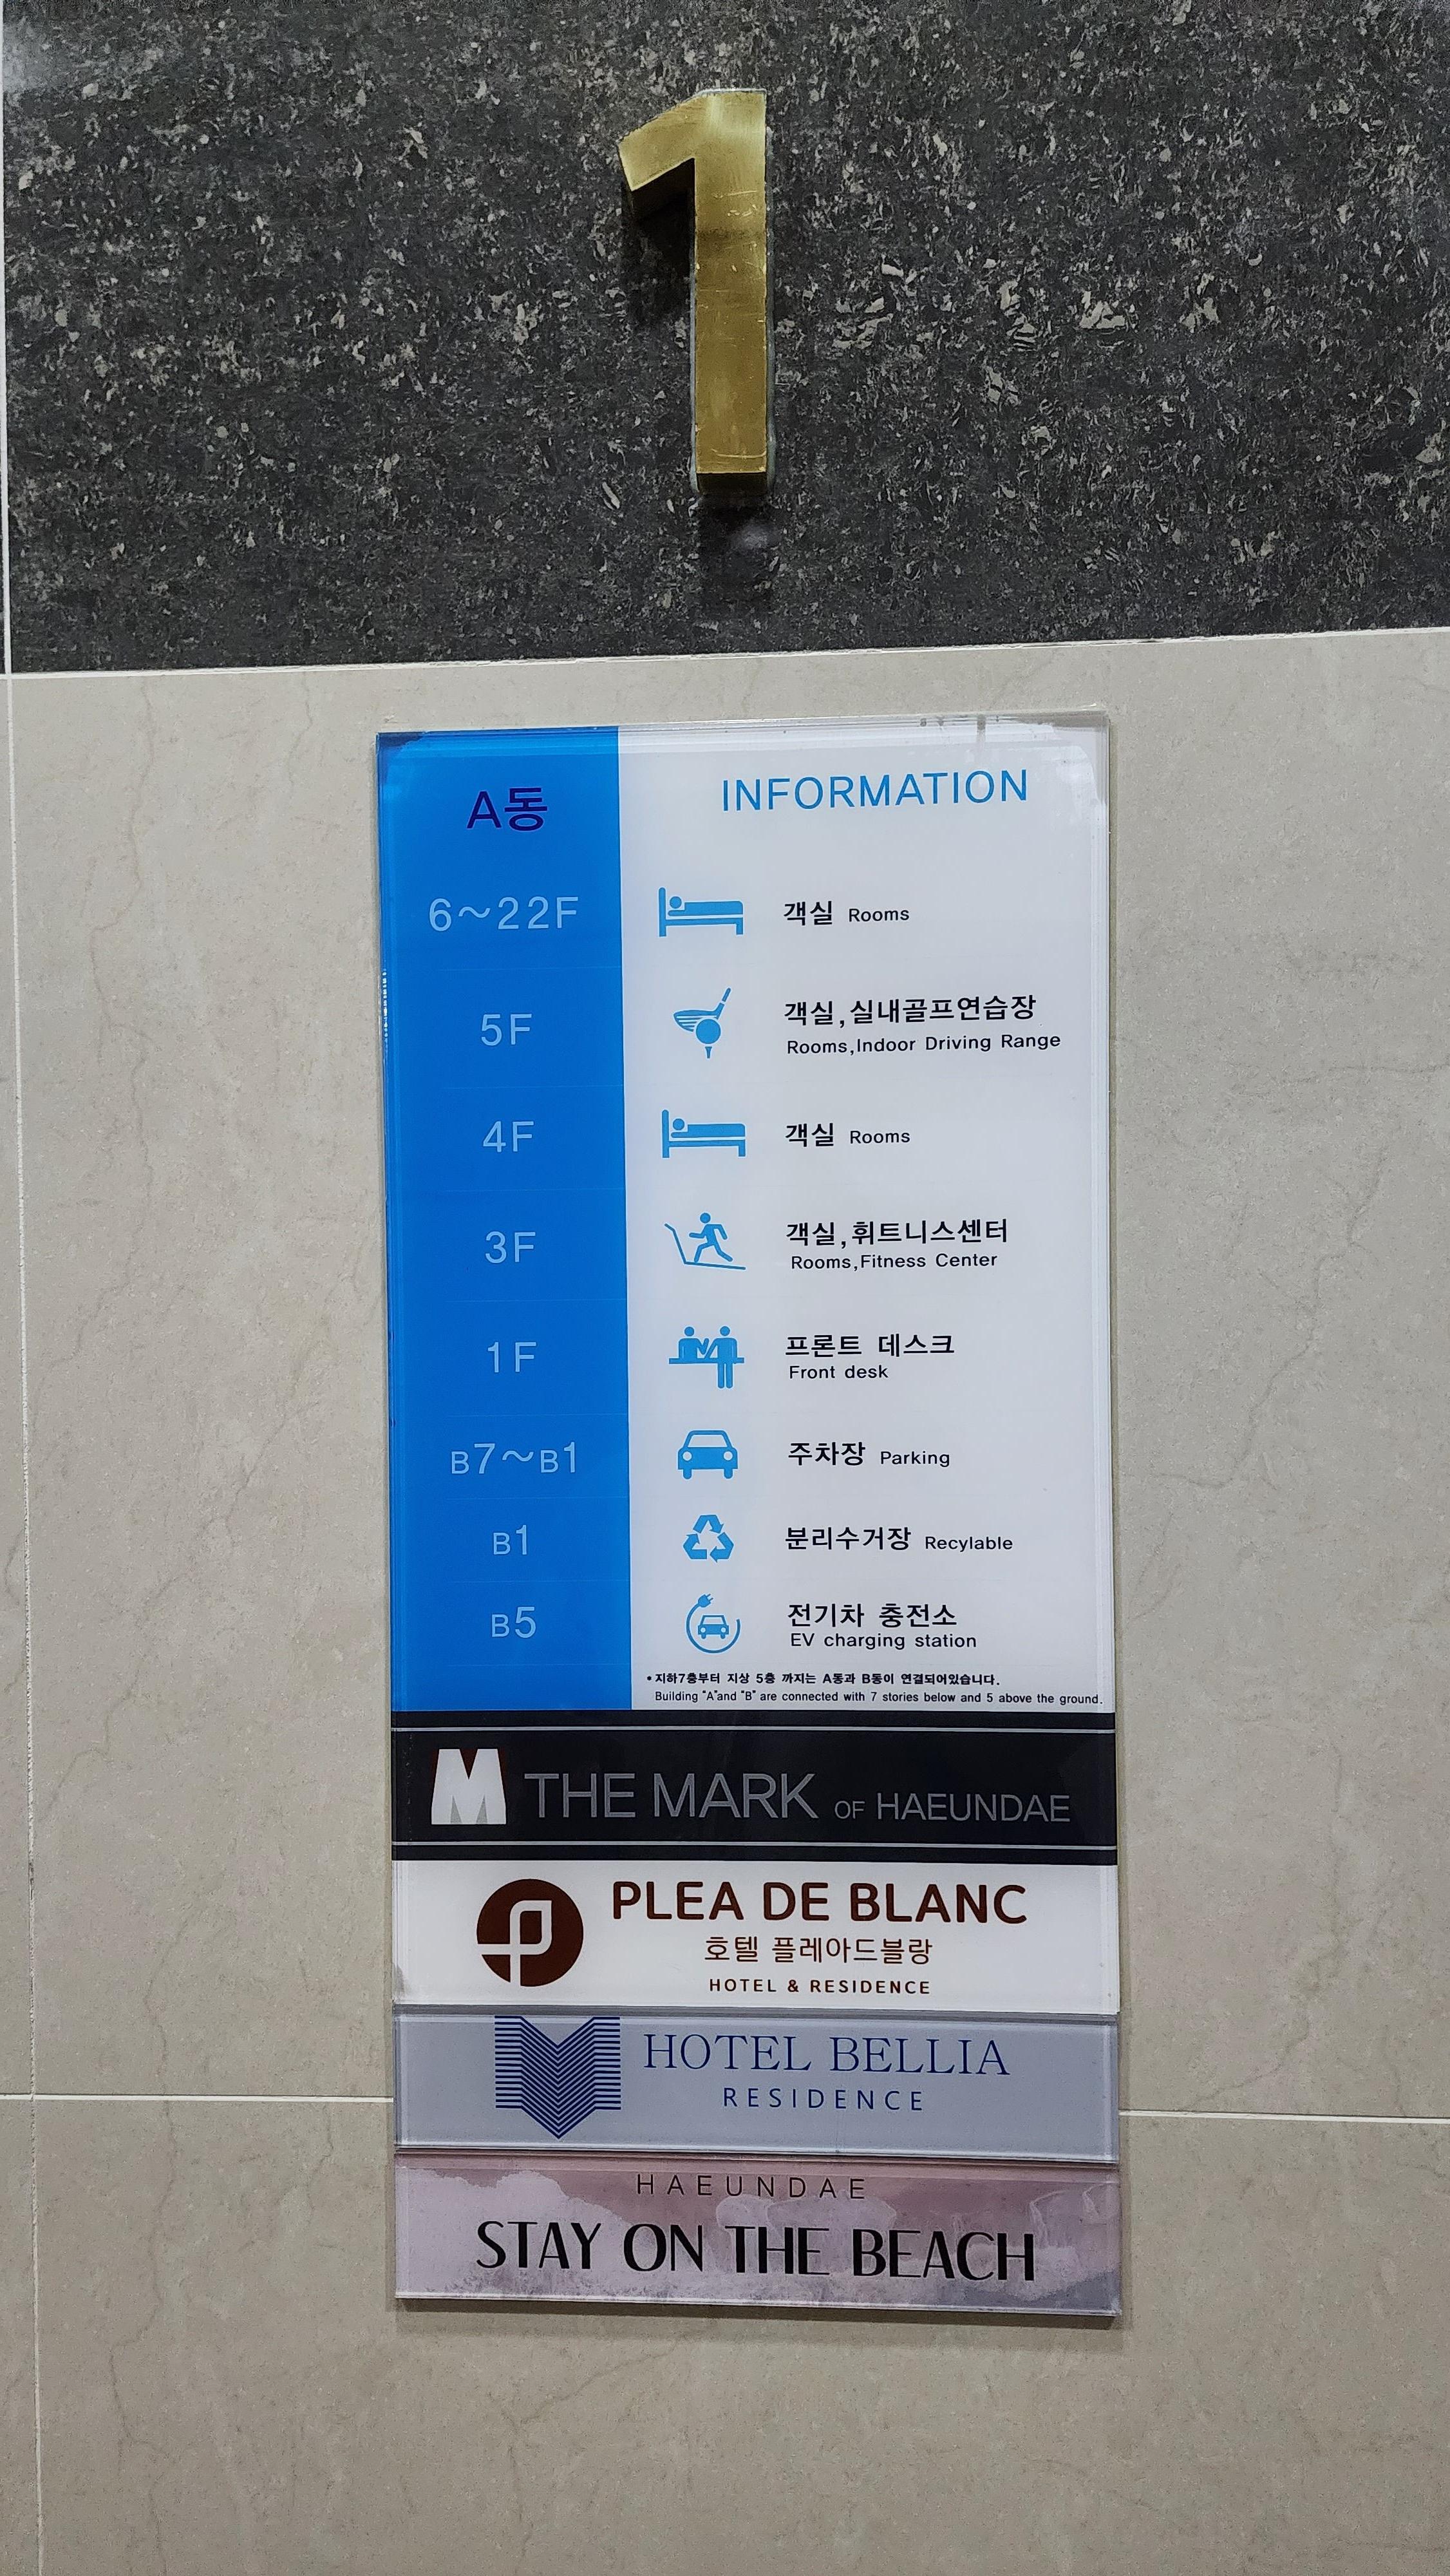 1
A동 INFORMATION
6~22F 객실 Rooms
5F 객실,실내골프연습장
Rooms,Indoor Driving Range
4F 객실 Rooms
3F 객실,휘트니스센터
Rooms,Fitness Center
1F 프론트 데스크
Front desk
B7~B1 주차장 Parking
B1 분리수거장 Recylable
B5 전기차 충전소
EV charging station
•지하7층부터 지상 5층 까지는 A동과 B동이 연결되어있습니다.
Building "A"and "B" are connected with 7 stories below and 5 above the ground.
M THE MARK OF HAEUNDAE
PLEA DE BLANC
호텔 플레아드블랑
HOTEL & RESIDENCE
HOTEL BELLIA
RESIDENCE
HAEUNDAE
STAY ON THE BEACH